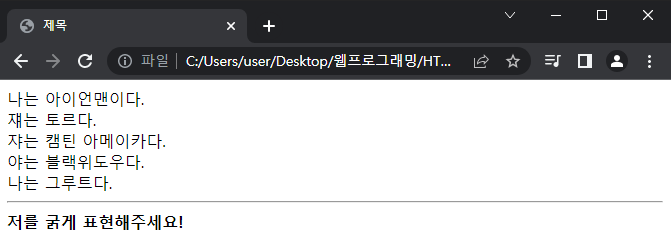 제목
파일 C:/Users/user/Desktop/웹프로그래밍/HT...
나는 아이언맨이다.
쟤는 토르다.
쟈는 캡틴 아메이카다.
야는 블랙위도우다.
나는 그루트다.
저를 굵게 표현해주세요!